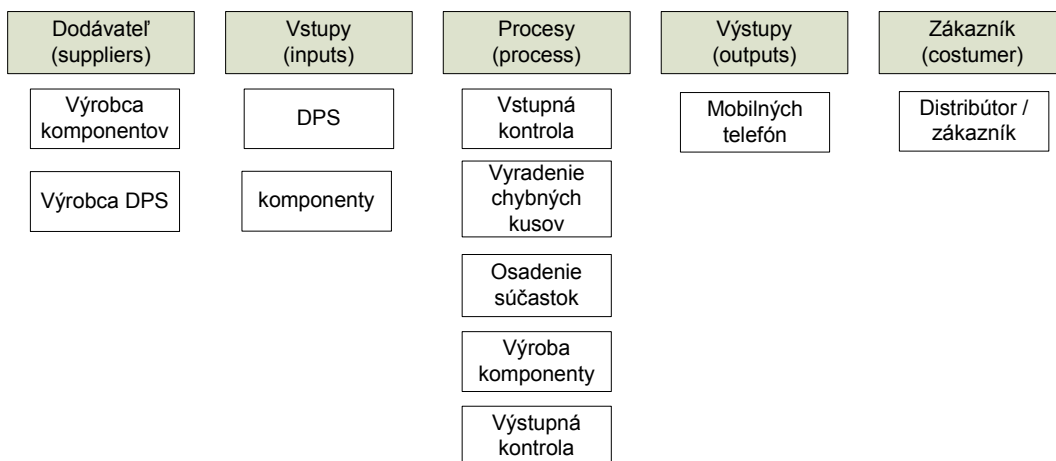 Dodávateľ
(suppliers)
Vstupy
(inputs)
Procesy
(process)
Výstupy
(outputs)
Zákazník
(costumer)
Výrobca
komponentov
Výrobca DPS
DPS
komponenty
Vstupná
kontrola
Vyradenie
chybných
kusov
Osadenie
súčastok
Výroba
komponenty
Výstupná
kontrola
Mobilných
telefón
Distribútor /
zákazník